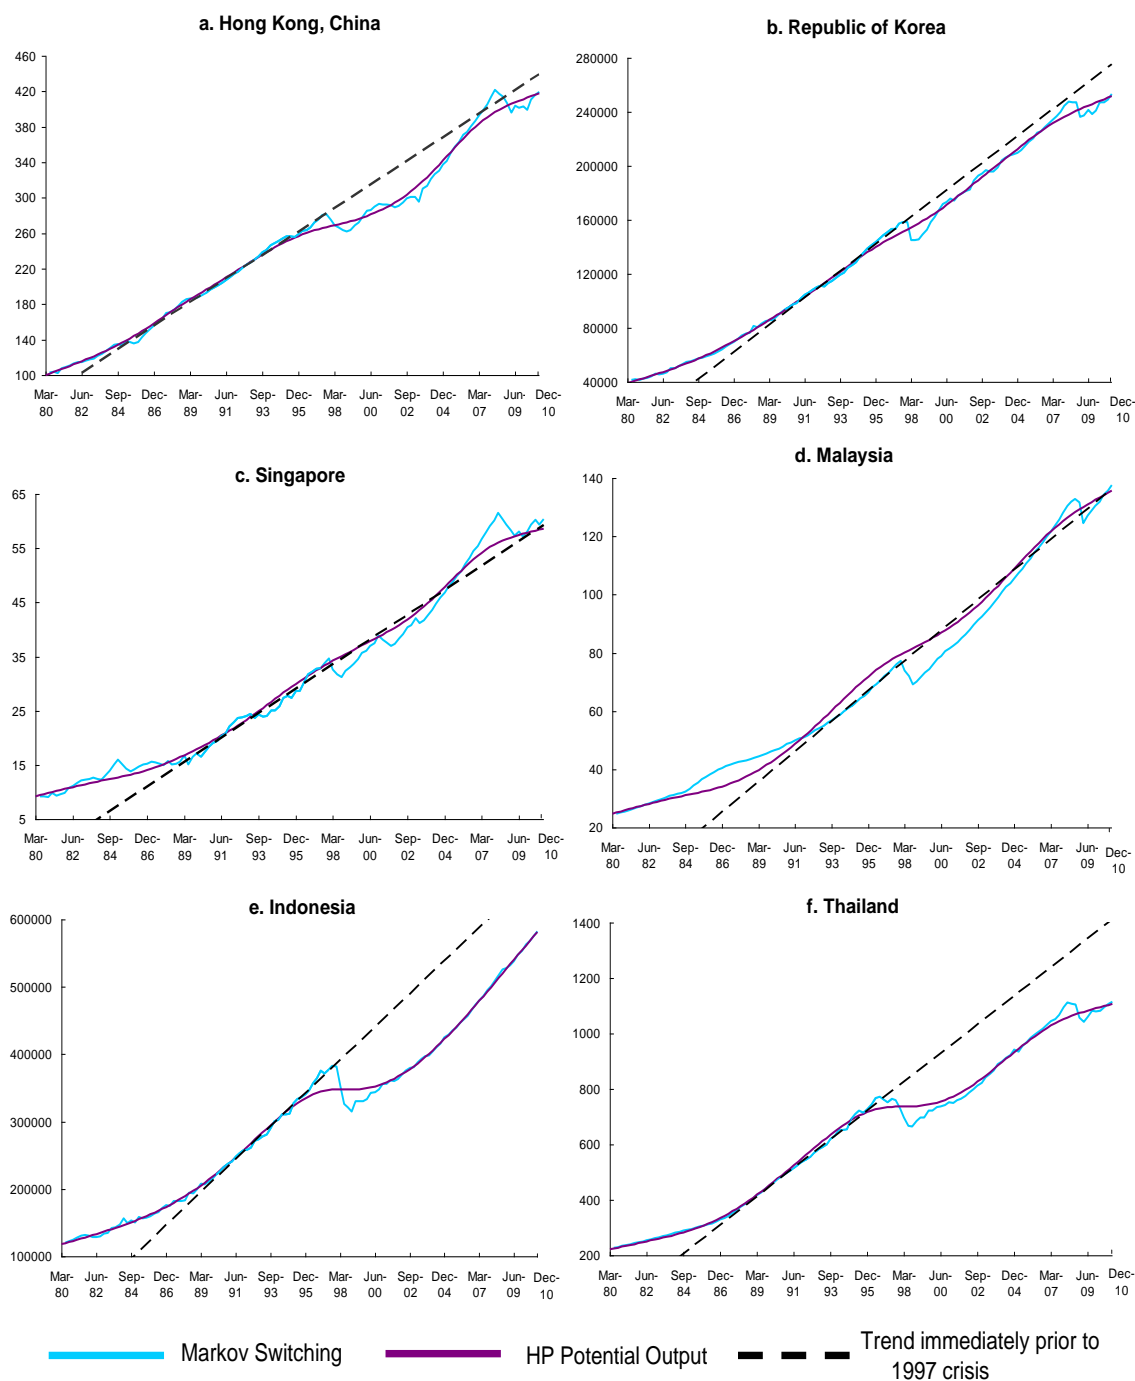 a. Hong Kong, China
460
420
380
340
300
260
220
180
140
100
Mar- Jun- Sep- Dec- Mar- Jun- Sep- Dec- Mar- Jun- Sep- Dec- Mar- Jun- Dec-
80 82 84 86 89 91 93 95 98 00 02 04 07 09 10
b. Republic of Korea
280000
240000
200000
160000
120000
80000
40000
Mar- Jun- Sep- Dec- Mar- Jun- Sep- Dec- Mar- Jun- Sep- Dec- Mar- Jun- Dec-
80 82 84 86 89 91 93 95 98 00 02 04 07 09 10
c. Singapore
65
55
45
35
25
15
5
Mar- Jun- Sep- Dec- Mar- Jun- Sep- Dec- Mar- Jun- Sep- Dec- Mar- Jun- Dec-
80 82 84 86 89 91 93 95 98 00 02 04 07 09 10
d. Malaysia
140
120
100
80
60
40
20
Mar- Jun- Sep- Dec- Mar- Jun- Sep- Dec- Mar- Jun- Sep- Dec- Mar- Jun- Dec-
80 82 84 86 89 91 93 95 98 00 02 04 07 09 10
e. Indonesia
600000
500000
400000
300000
200000
100000
Mar- Jun- Sep- Dec- Mar- Jun- Sep- Dec- Mar- Jun- Sep- Dec- Mar- Jun- Dec-
80 82 84 86 89 91 93 95 98 00 02 04 07 09 10
f. Thailand
1400
1200
1000
800
600
400
200
Mar- Jun- Sep- Dec- Mar- Jun- Sep- Dec- Mar- Jun- Sep- Dec- Mar- Jun- Dec-
80 82 84 86 89 91 93 95 98 00 02 04 07 09 10
Markov Switching
HP Potential Output
Trend immediately prior to
1997 crisis